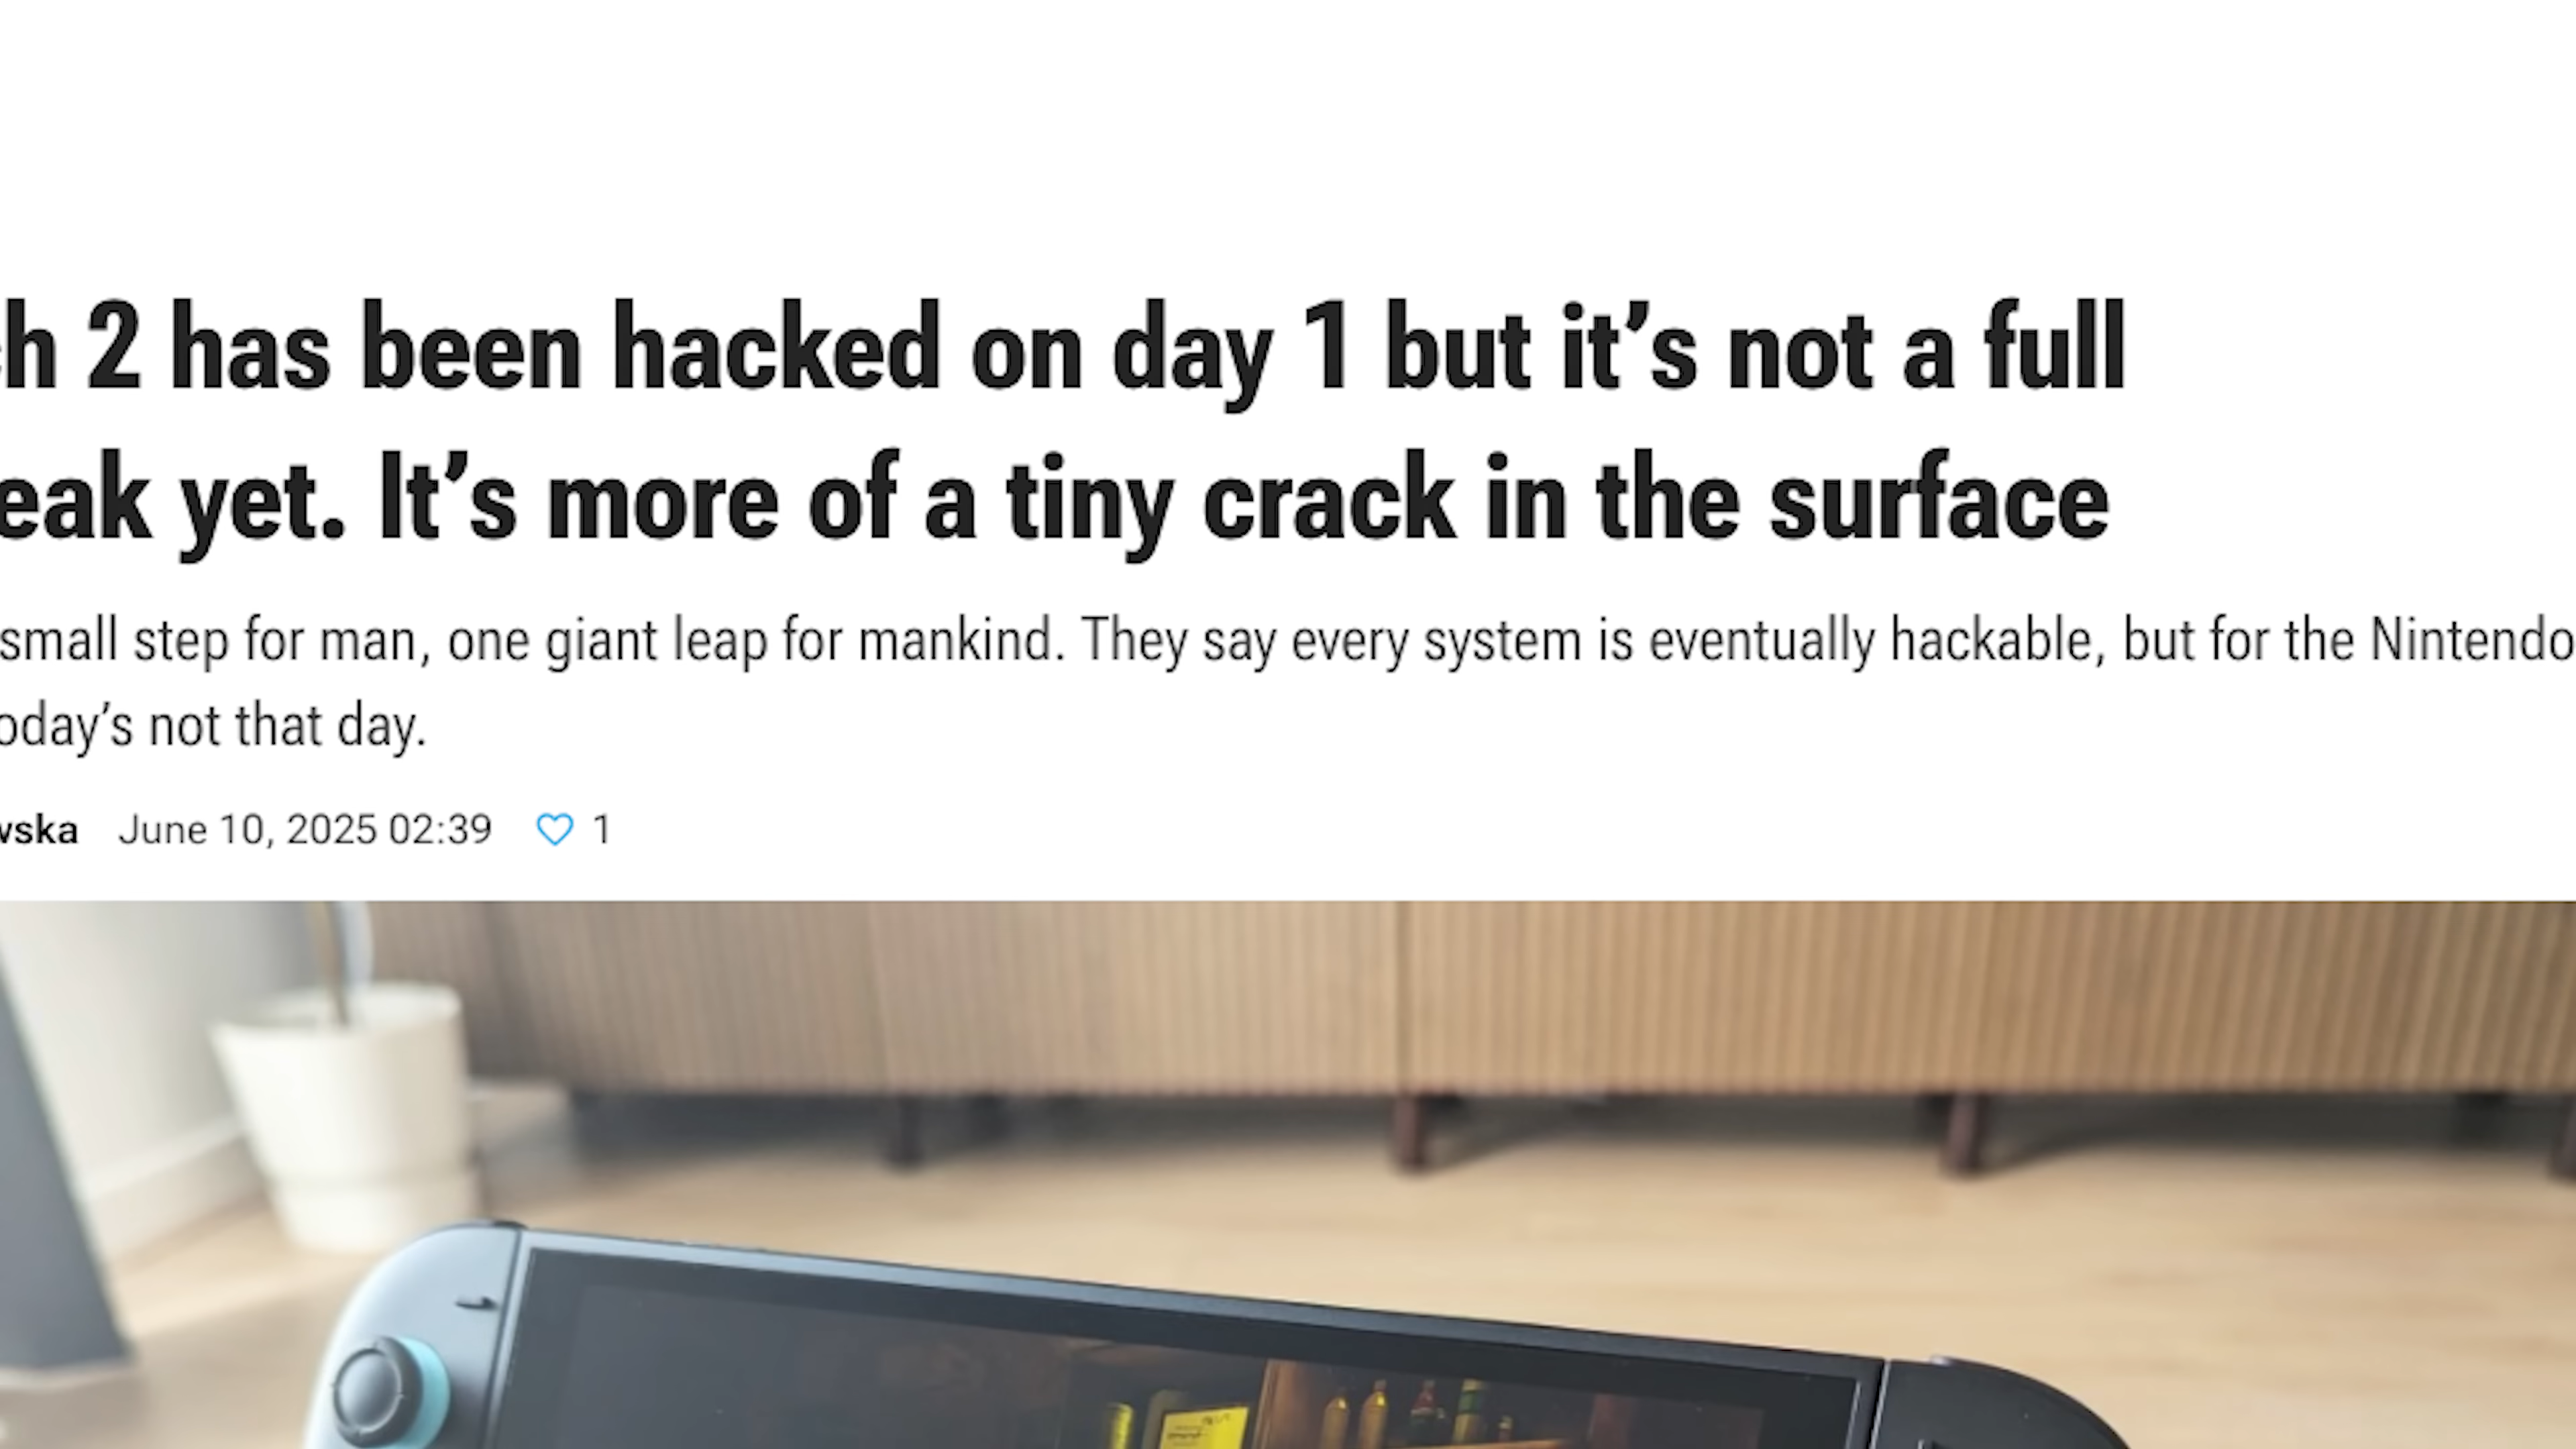 h 2 has been hacked on day 1 but it’s not a full
eak yet. It’s more of a tiny crack in the surface
small step for man, one giant leap for mankind. They say every system is eventually hackable, but for the Nintendo
oday’s not that day.
wska June 10, 2025 02:39 1